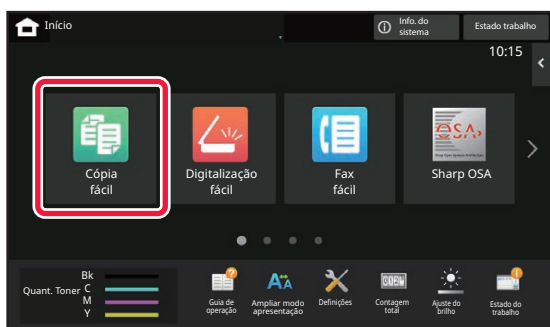 Início
Info. do
sistema
Estado trabalho
10:15
Cópia
fácil
Digitalização
fácil
Fax
fácil
OSA
Sharp OSA
Quant. Toner
Bk
C
M
Y
Guia de
operação
Ampliar modo
apresentação
Definições
Contagem
total
Ajuste do
brilho
Estado do
trabalho